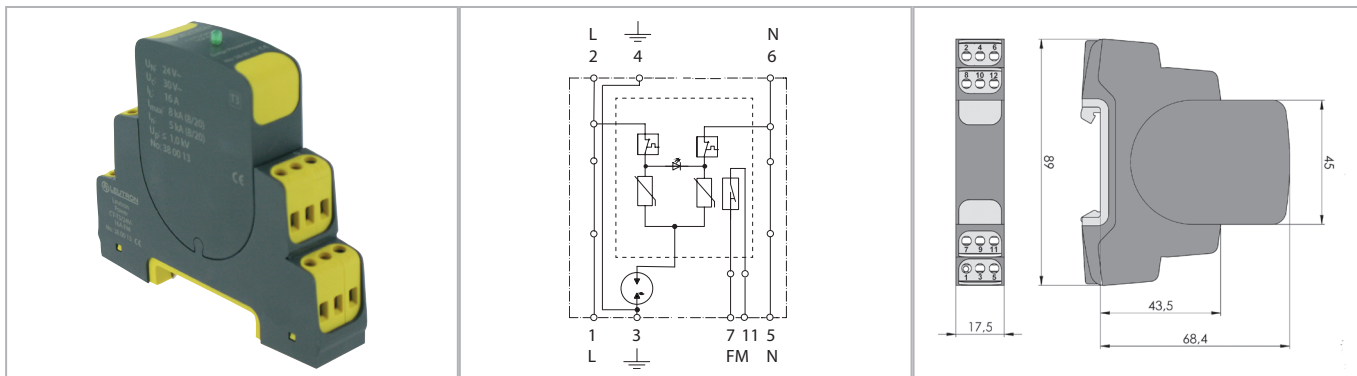 U_N 24 V~
U_C 30 V~
I_L 16 A
I_max 8 kA (8/20)
I_n 5 kA (8/20)
U_P ≤ 1,0 kV
No: 38 00 13
T3
CE
LEUTRON
L
N
2
4
6
1
3
7
11
5
L
FM
N
2 4 6
8 10 12
7 9 11
1 3 5
17,5
89
45
43,5
68,4